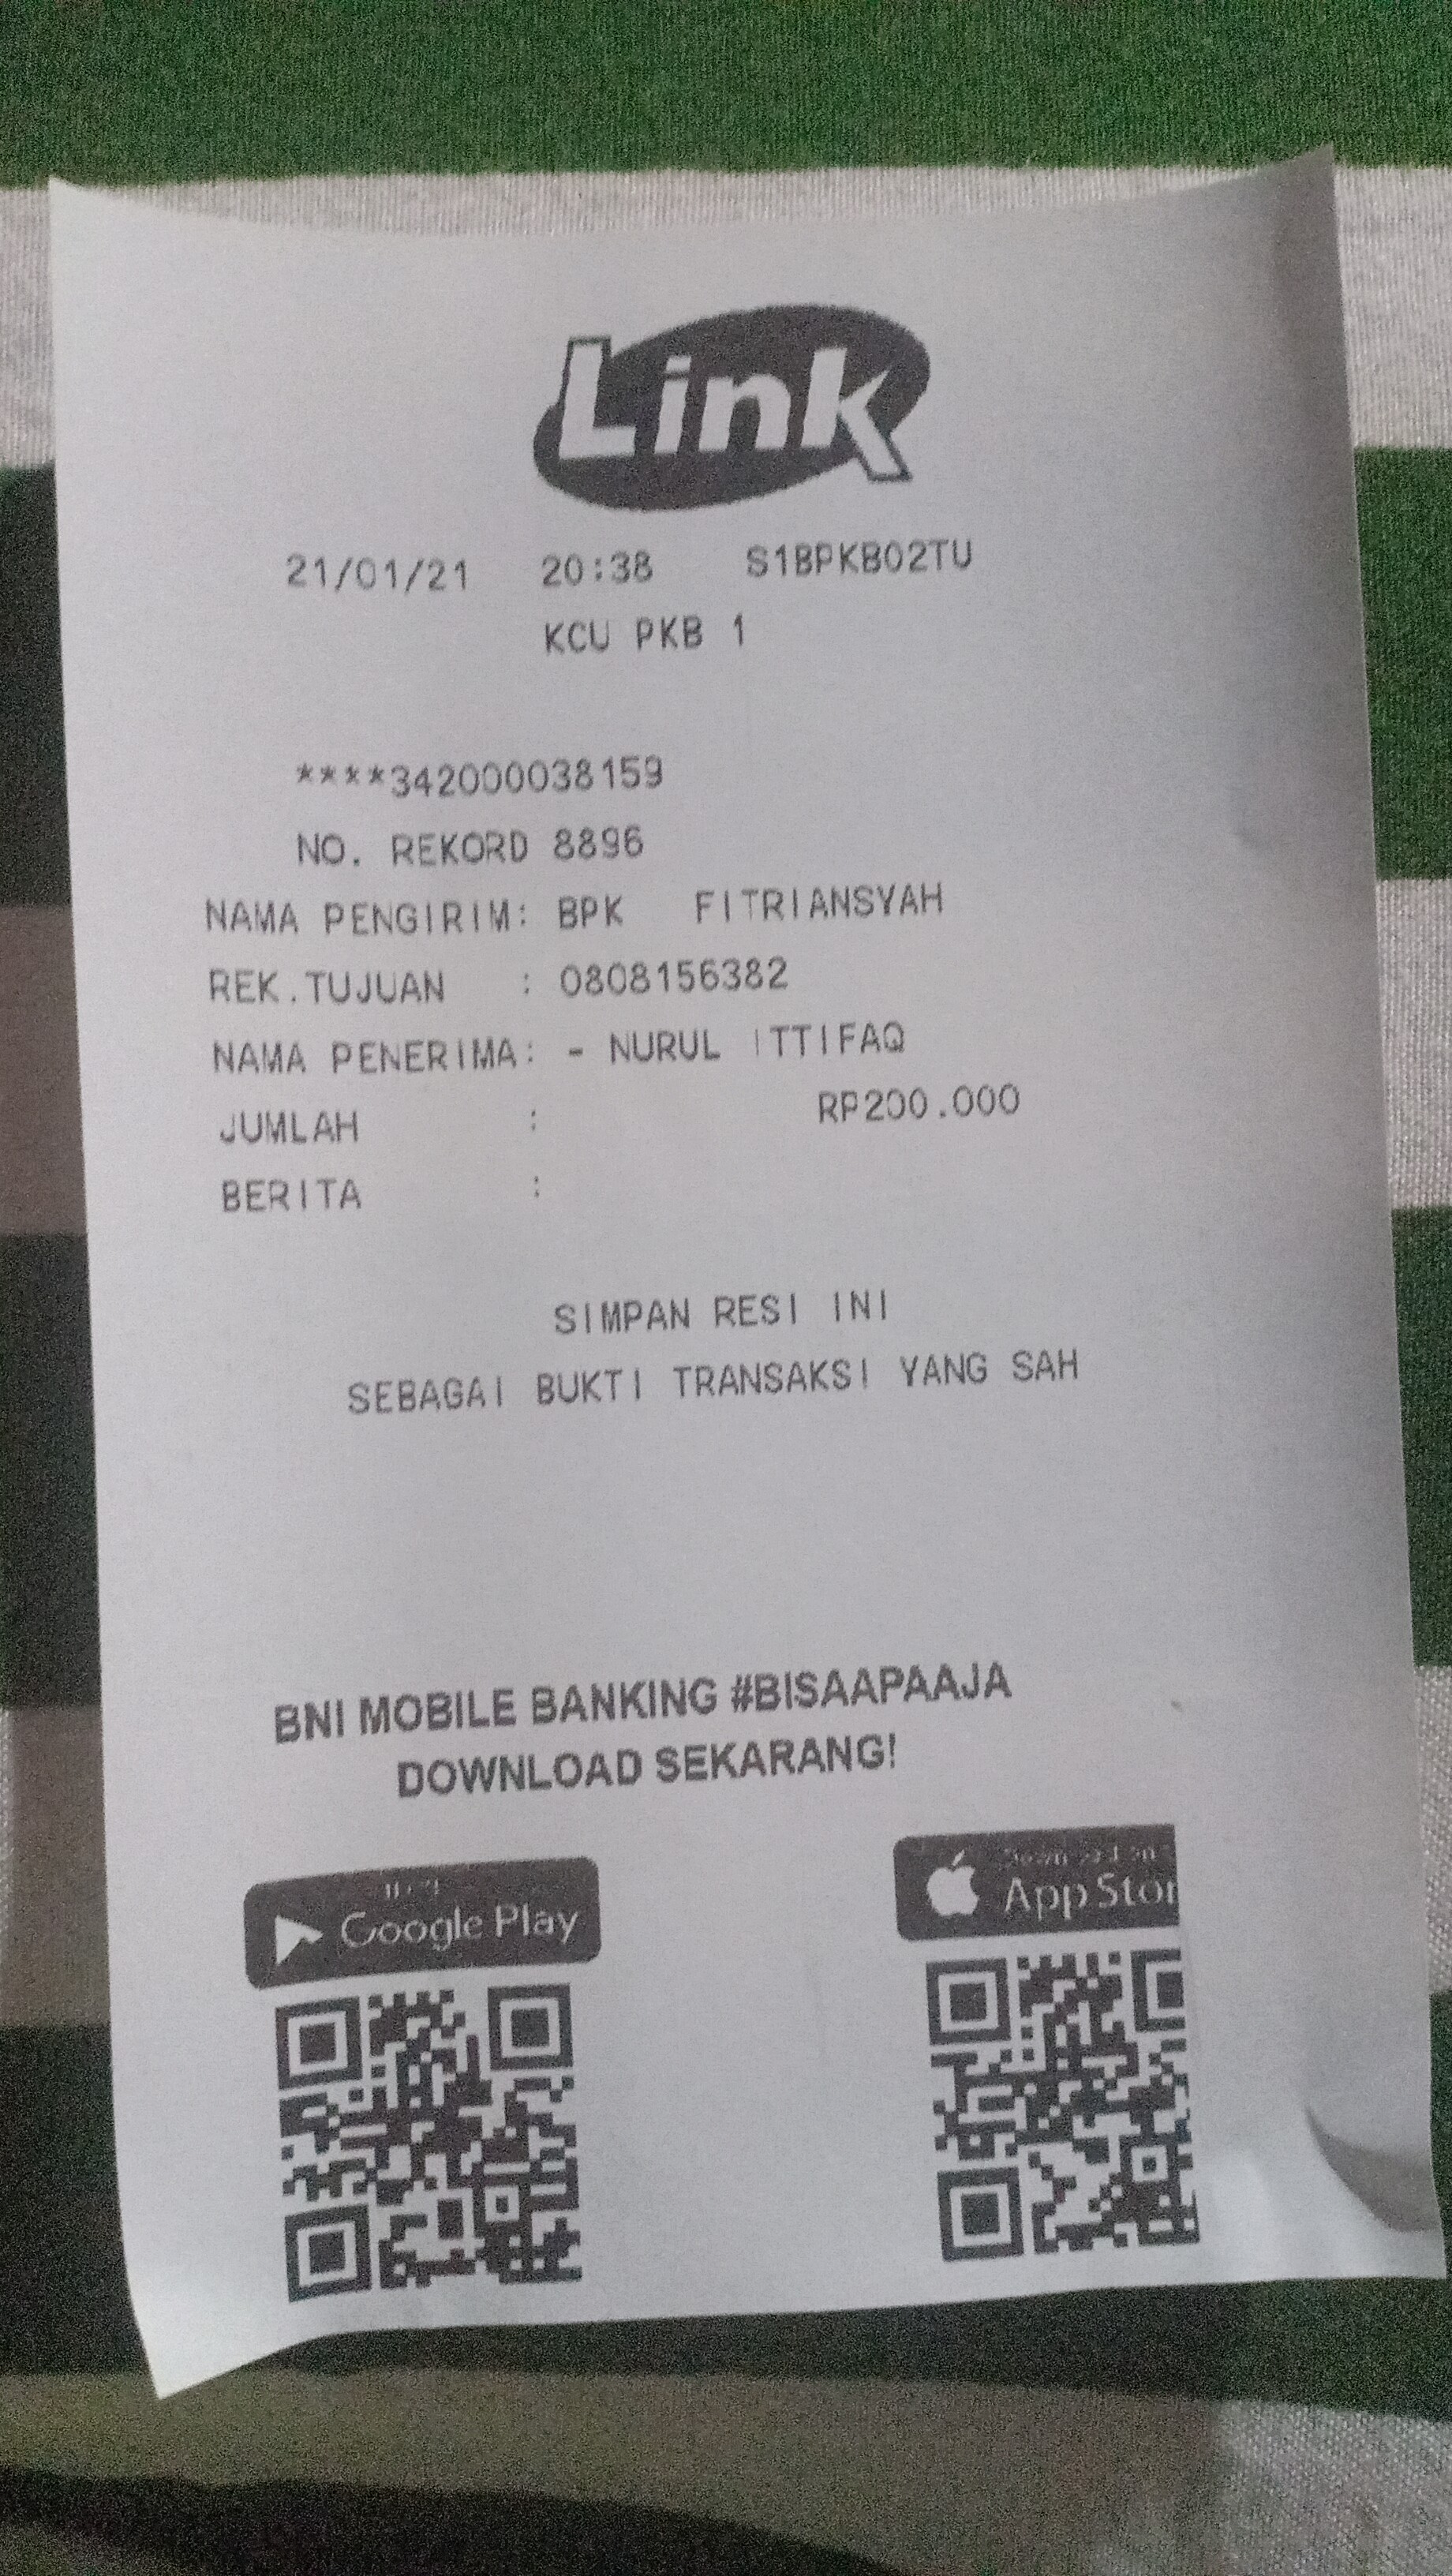 Link
21/01/21 20:38 S1BPKB02TU
KCU PKB 1
****342000038159
NO. REKORD 8896
NAMA PENGIRIM: BPK FITRIANSYAH
REK.TUJUAN : 0808156382
NAMA PENERIMA: - NURUL ITTIFAQ
JUMLAH : RP200.000
BERITA :
SIMPAN RESI INI
SEBAGAI BUKTI TRANSAKSI YANG SAH
BNI MOBILE BANKING #BISAAPAAJA
DOWNLOAD SEKARANG!
Google Play
App Stor